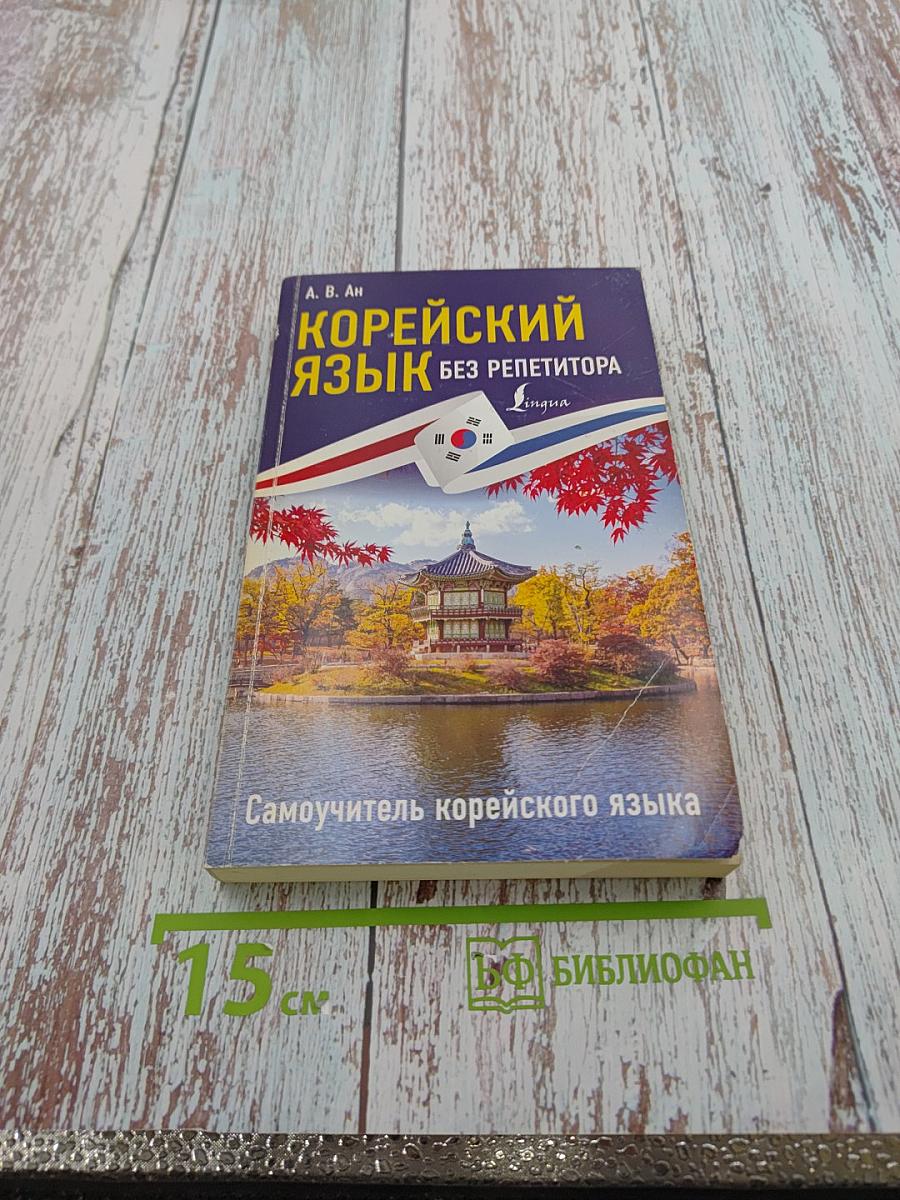 А. В. Ан
КОРЕЙСКИЙ
ЯЗЫК БЕЗ РЕПЕТИТОРА
Lingua
Самоучитель корейского языка
15 см
БФ БИБЛИОФАН